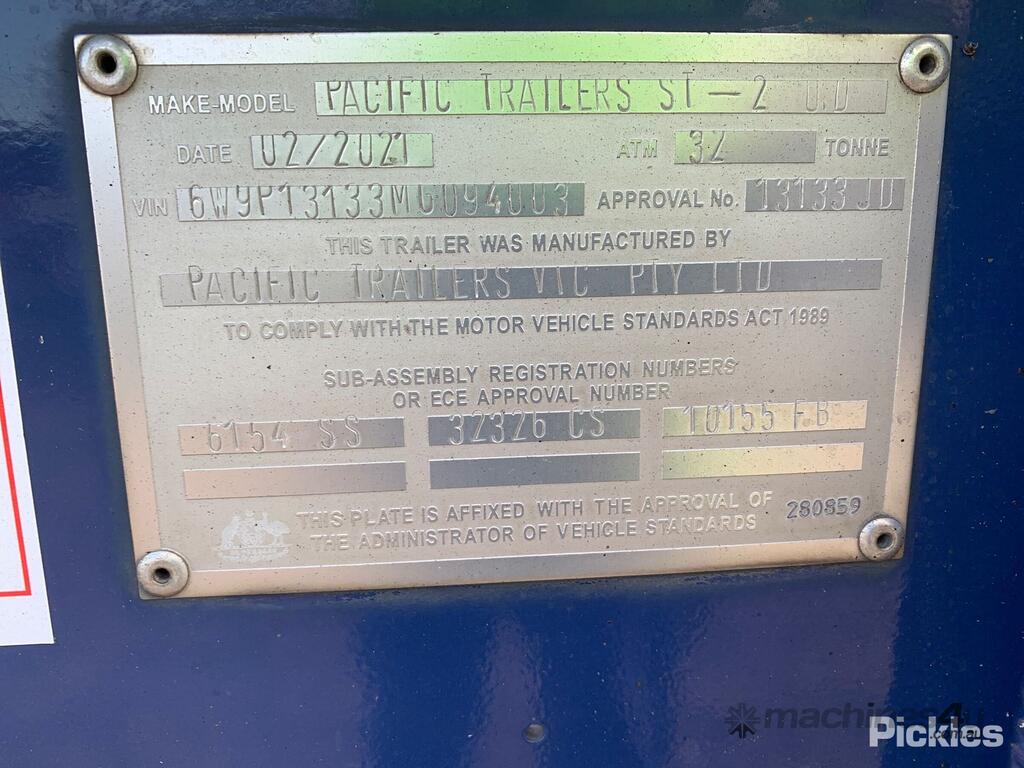 MAKE-MODEL PACIFIC TRAILERS ST-2 O.D
DATE 02/2021 ATM 32 TONNE
VIN 6W9P13133MG094003 APPROVAL No. 13133 JD
THIS TRAILER WAS MANUFACTURED BY
PACIFIC TRAILERS VIC PTY LTD
TO COMPLY WITH THE MOTOR VEHICLE STANDARDS ACT 1989
SUB-ASSEMBLY REGISTRATION NUMBERS
OR ECE APPROVAL NUMBER
6154 SS 32326 CS 10155 FB
THIS PLATE IS AFFIXED WITH THE APPROVAL OF 280859
THE ADMINISTRATOR OF VEHICLE STANDARDS
Pickles